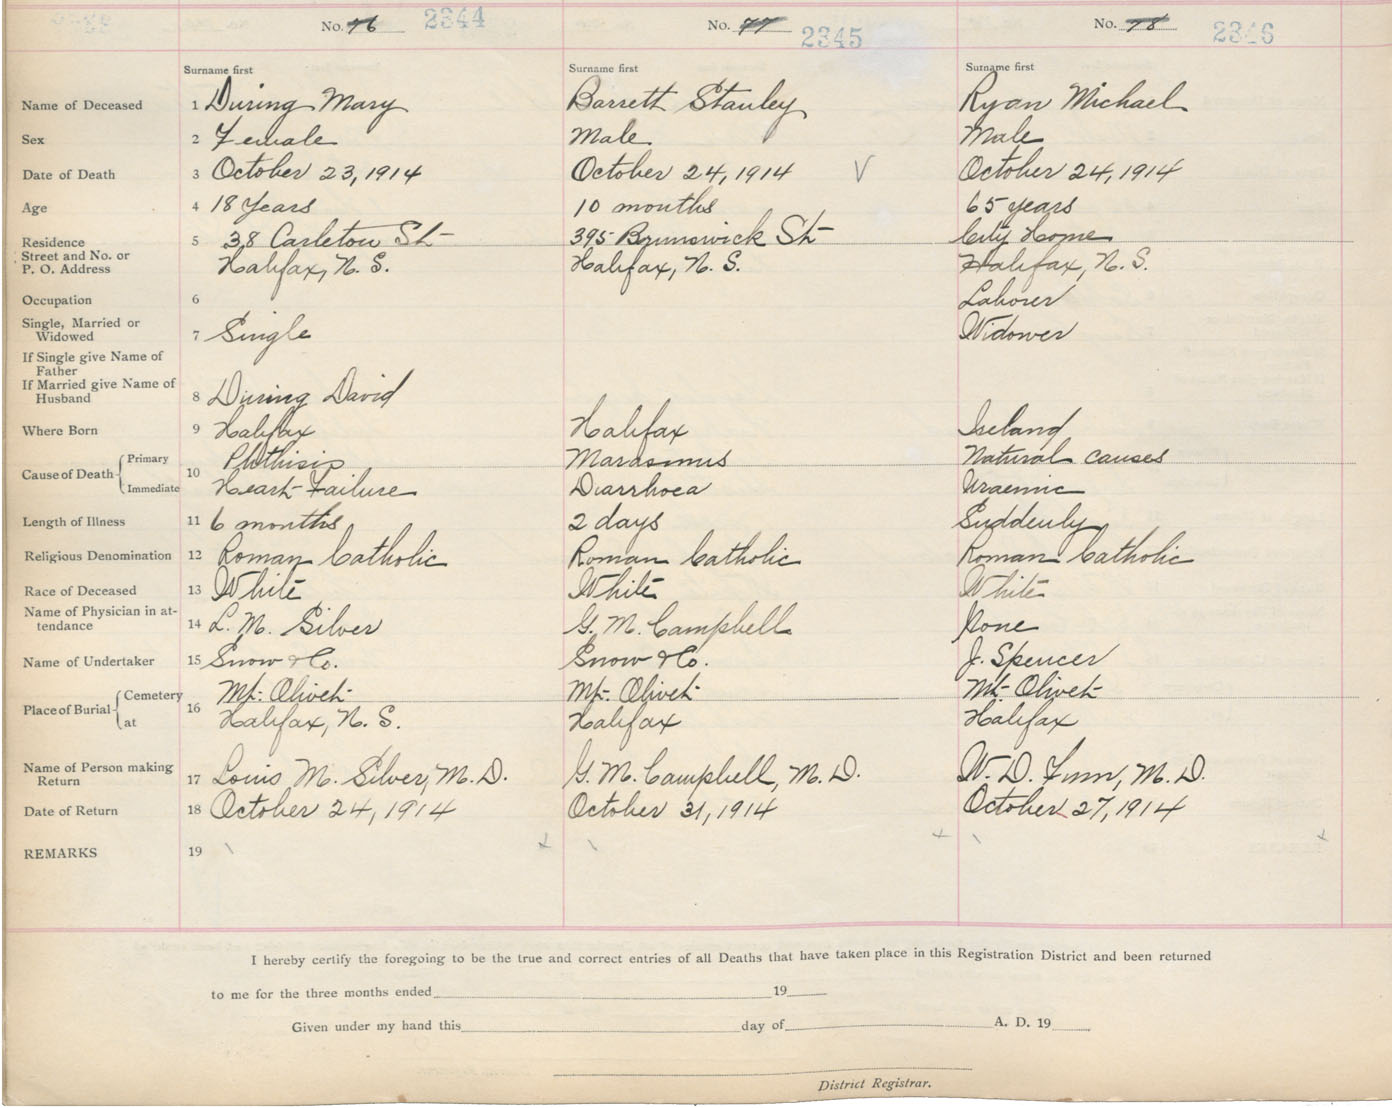 No. 76 2344 No. 77 2345 No. 78 2346
Surname first Surname first Surname first
Name of Deceased 1 During Mary Barrett Stanley Ryan Michael
Sex 2 Female Male Male
Date of Death 3 October 23, 1914 October 24, 1914 V October 24, 1914
Age 4 18 Years 10 months 65 years
Residence 5 38 Carleton St 395 Brunswick St City Home
Street and No. or
P. O. Address Halifax, N. S. Halifax, N. S. Halifax, N. S.
Occupation 6 Laborer
Single, Married or
Widowed 7 Single Widower
If Single give Name of
Father
If Married give Name of
Husband 8 During David
Where Born 9 Halifax Halifax Ireland
Cause of Death Primary 10 Phthisis Marasmus Natural causes
Immediate Heart Failure Diarrhoea Uraemic
Length of Illness 11 6 months 2 days Suddenly
Religious Denomination 12 Roman Catholic Roman Catholic Roman Catholic
Race of Deceased 13 White White White
Name of Physician in at-
tendance 14 L. M. Silver G. M. Campbell None
Name of Undertaker 15 Snow & Co. Snow & Co. J. Spencer
Place of Burial Cemetery 16 Mt. Olivet Mt. Olivet Mt. Olivet
at Halifax, N. S. Halifax Halifax
Name of Person making
Return 17 Louis M. Silver, M. D. G. M. Campbell, M. D. W. D. Finn, M. D.
Date of Return 18 October 24, 1914 October 31, 1914 October 27, 1914
REMARKS 19
I hereby certify the foregoing to be the true and correct entries of all Deaths that have taken place in this Registration District and been returned
to me for the three months ended 19
Given under my hand this day of A. D. 19
District Registrar.